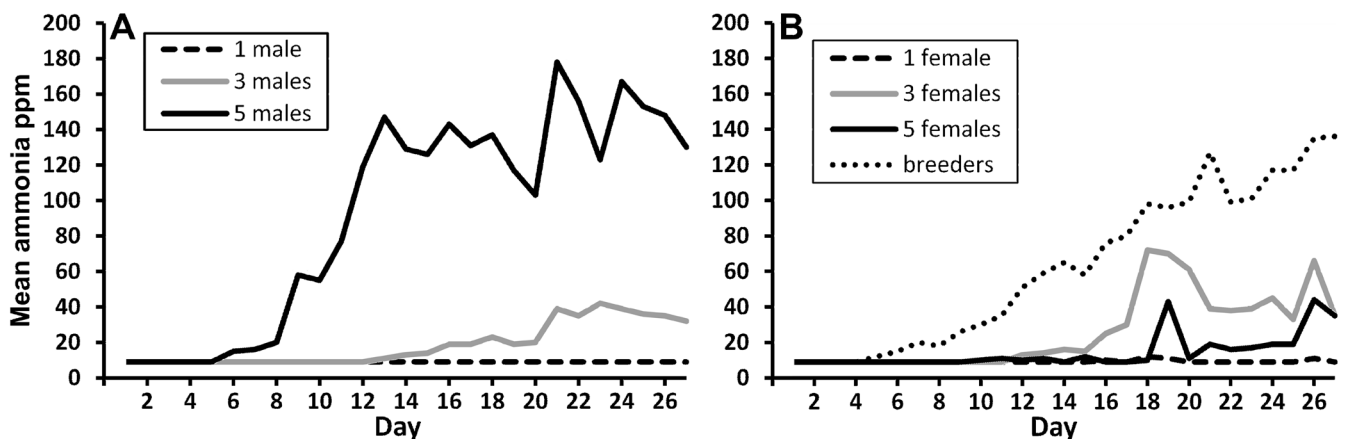 A
1 male
3 males
5 males
200
180
160
140
120
100
80
60
40
20
0
Mean ammonia ppm
2 4 6 8 10 12 14 16 18 20 22 24 26
Day
B
1 female
3 females
5 females
breeders
200
180
160
140
120
100
80
60
40
20
0
2 4 6 8 10 12 14 16 18 20 22 24 26
Day